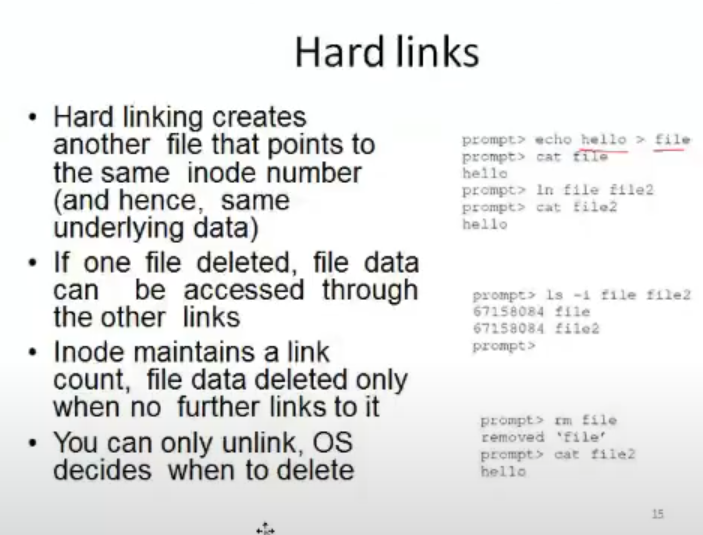 Hard links
• Hard linking creates
another file that points to
the same inode number
(and hence, same
underlying data)
• If one file deleted, file data
can be accessed through
the other links
• Inode maintains a link
count, file data deleted only
when no further links to it
• You can only unlink, OS
decides when to delete
prompt> echo hello > file
prompt> cat file
hello
prompt> ln file file2
prompt> cat file2
hello
prompt> ls -i file file2
67158084 file
67158084 file2
prompt>
prompt> rm file
removed 'file'
prompt> cat file2
hello
15